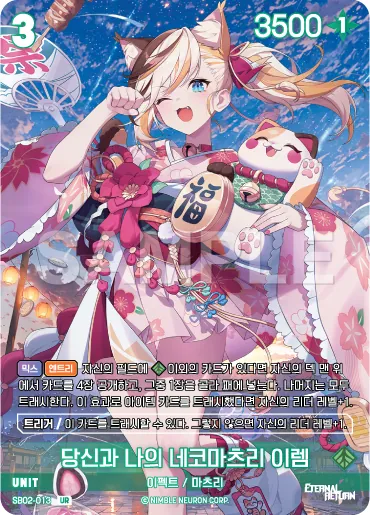 3
3500 1
福
SAMPLE
믹스 엔트리 자신의 필드에 이외의 카드가 있다면 자신의 덱 맨 위
에서 카드를 4장 공개하고, 그중 1장을 골라 패에 넣는다. 나머지는 모두
트래시한다. 이 효과로 아이템 카드를 트래시했다면 자신의 리더 레벨+1.
트리거 / 이 카드를 트래시할 수 있다. 그렇지 않으면 자신의 리더 레벨+1.
당신과 나의 네코마츠리 이렘
UNIT
이펙트 / 마츠리
ETERNAL RETURN
SB02-013 UR
© NIMBLE NEURON CORP.